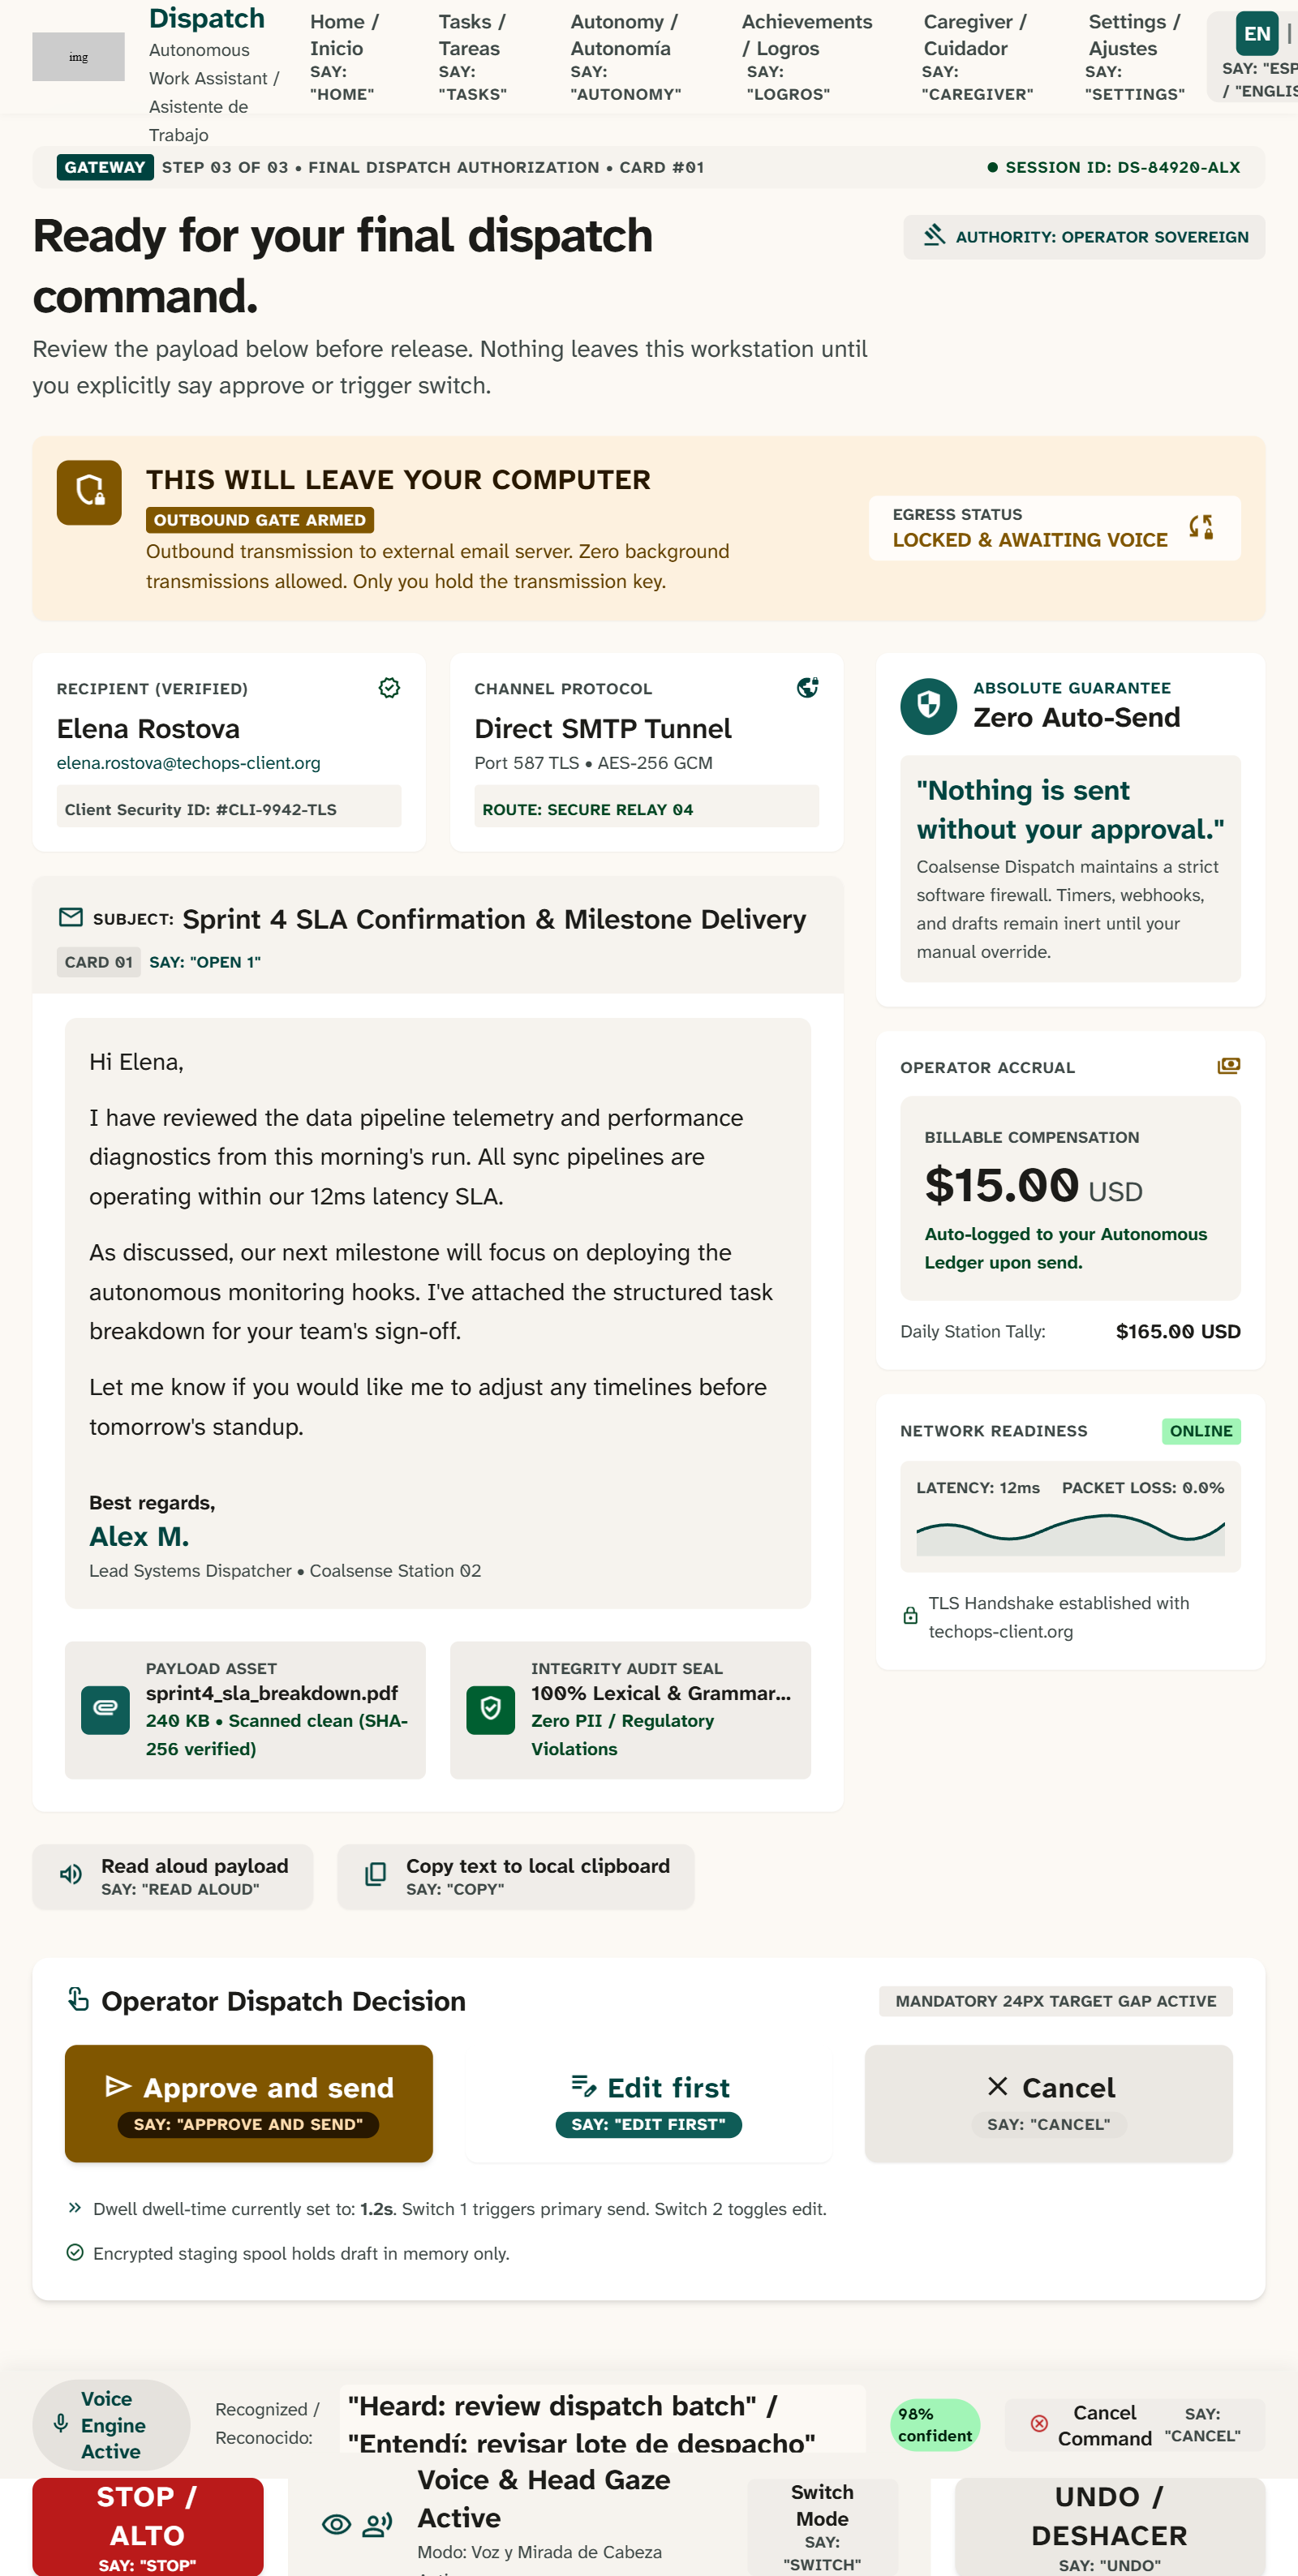 img
Dispatch
Autonomous
Work Assistant /
Asistente de
Trabajo
Home /
Inicio
SAY:
"HOME"
Tasks /
Tareas
SAY:
"TASKS"
Autonomy /
Autonomía
SAY:
"AUTONOMY"
Achievements
/ Logros
SAY:
"LOGROS"
Caregiver /
Cuidador
SAY:
"CAREGIVER"
Settings /
Ajustes
SAY:
"SETTINGS"
EN |
SAY: "ESP
/ "ENGLIS
GATEWAY STEP 03 OF 03 • FINAL DISPATCH AUTHORIZATION • CARD #01
● SESSION ID: DS-84920-ALX
Ready for your final dispatch
command.
AUTHORITY: OPERATOR SOVEREIGN
Review the payload below before release. Nothing leaves this workstation until
you explicitly say approve or trigger switch.
THIS WILL LEAVE YOUR COMPUTER
OUTBOUND GATE ARMED
Outbound transmission to external email server. Zero background
transmissions allowed. Only you hold the transmission key.
EGRESS STATUS
LOCKED & AWAITING VOICE
RECIPIENT (VERIFIED)
Elena Rostova
elena.rostova@techops-client.org
Client Security ID: #CLI-9942-TLS
CHANNEL PROTOCOL
Direct SMTP Tunnel
Port 587 TLS • AES-256 GCM
ROUTE: SECURE RELAY 04
ABSOLUTE GUARANTEE
Zero Auto-Send
"Nothing is sent
without your approval."
Coalsense Dispatch maintains a strict
software firewall. Timers, webhooks,
and drafts remain inert until your
manual override.
SUBJECT: Sprint 4 SLA Confirmation & Milestone Delivery
CARD 01 SAY: "OPEN 1"
Hi Elena,
I have reviewed the data pipeline telemetry and performance
diagnostics from this morning's run. All sync pipelines are
operating within our 12ms latency SLA.
As discussed, our next milestone will focus on deploying the
autonomous monitoring hooks. I've attached the structured task
breakdown for your team's sign-off.
Let me know if you would like me to adjust any timelines before
tomorrow's standup.
Best regards,
Alex M.
Lead Systems Dispatcher • Coalsense Station 02
PAYLOAD ASSET
sprint4_sla_breakdown.pdf
240 KB • Scanned clean (SHA-
256 verified)
INTEGRITY AUDIT SEAL
100% Lexical & Grammar...
Zero PII / Regulatory
Violations
OPERATOR ACCRUAL
BILLABLE COMPENSATION
$15.00 USD
Auto-logged to your Autonomous
Ledger upon send.
Daily Station Tally: $165.00 USD
NETWORK READINESS ONLINE
LATENCY: 12ms PACKET LOSS: 0.0%
TLS Handshake established with
techops-client.org
Read aloud payload
SAY: "READ ALOUD"
Copy text to local clipboard
SAY: "COPY"
Operator Dispatch Decision
MANDATORY 24PX TARGET GAP ACTIVE
Approve and send
SAY: "APPROVE AND SEND"
Edit first
SAY: "EDIT FIRST"
Cancel
SAY: "CANCEL"
Dwell dwell-time currently set to: 1.2s. Switch 1 triggers primary send. Switch 2 toggles edit.
Encrypted staging spool holds draft in memory only.
Voice
Engine
Active
Recognized /
Reconocido:
"Heard: review dispatch batch" /
"Entendí: revisar lote de despacho"
98%
confident
Cancel
Command
SAY:
"CANCEL"
STOP /
ALTO
SAY: "STOP"
Voice & Head Gaze
Active
Modo: Voz y Mirada de Cabeza
Switch
Mode
SAY:
"SWITCH"
UNDO /
DESHACER
SAY: "UNDO"